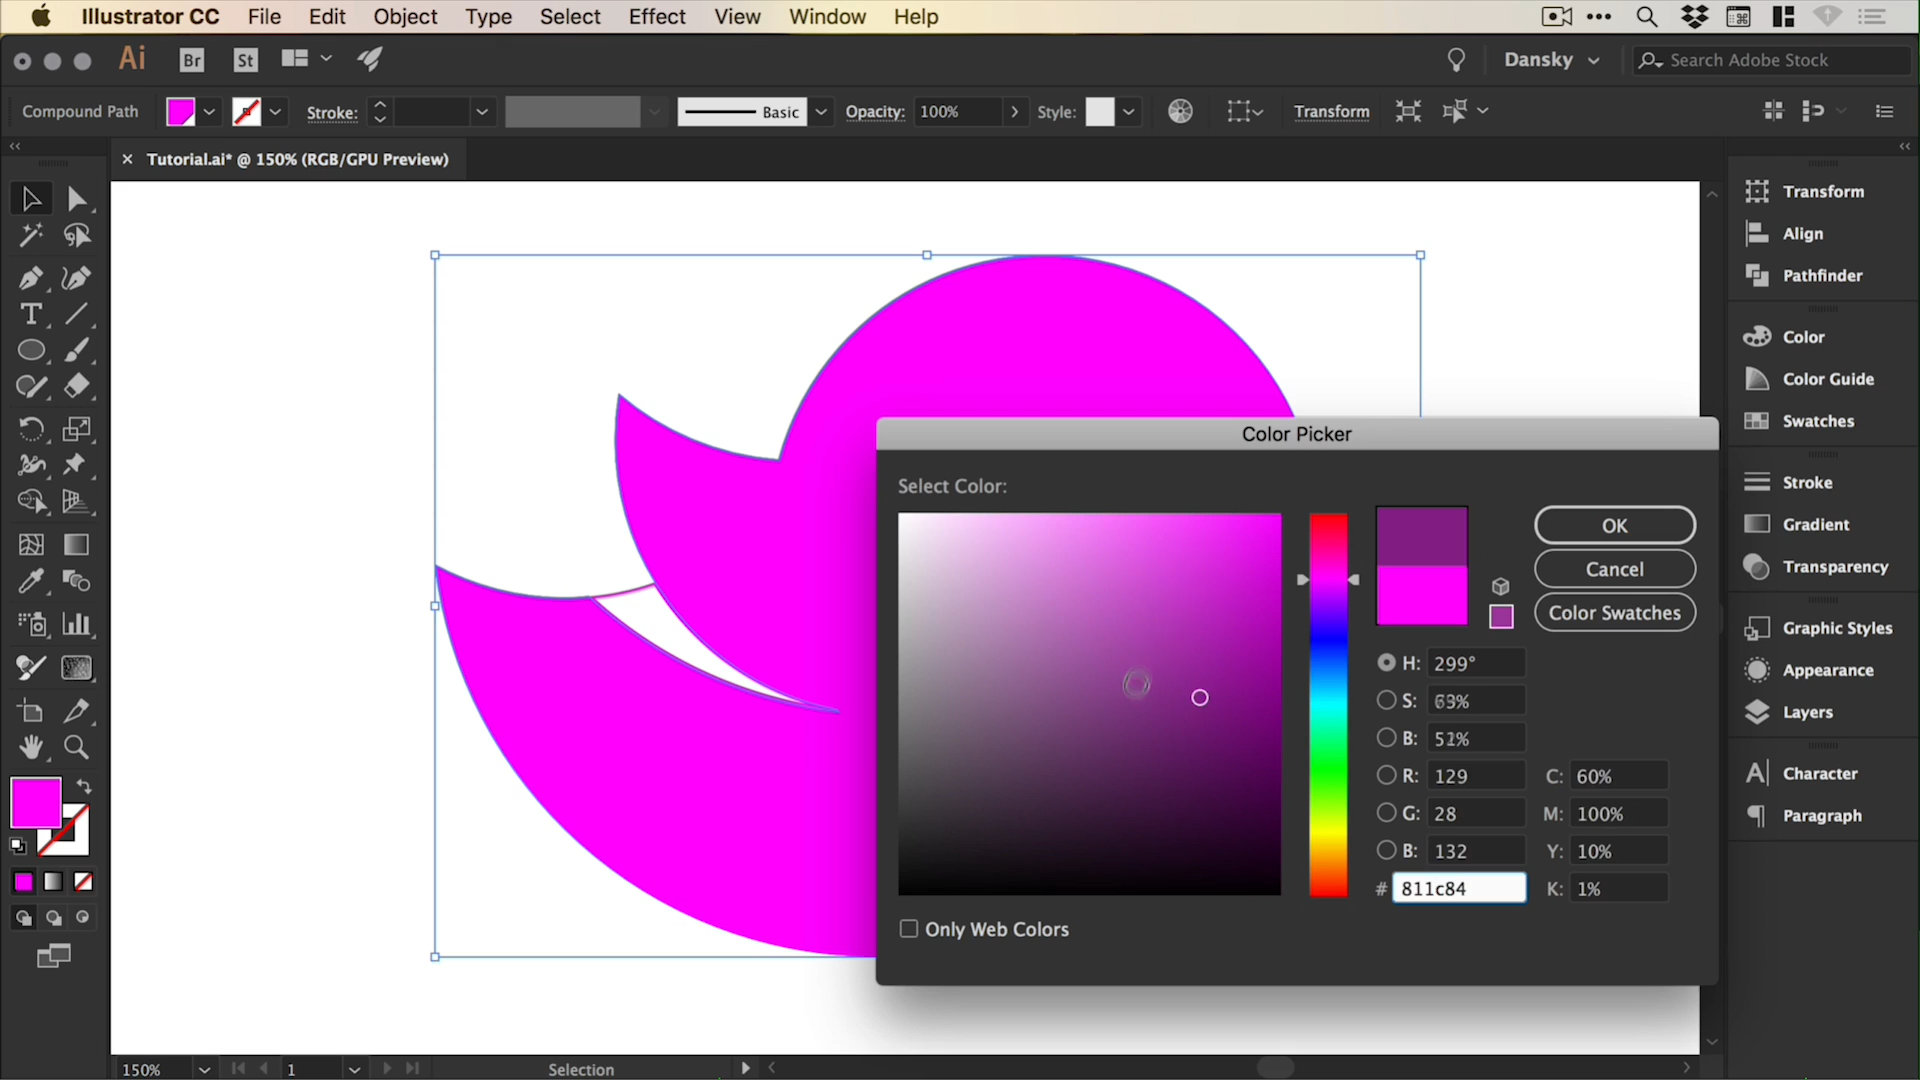 Illustrator CC File Edit Object Type Select Effect View Window Help
Ai Br St Dansky Search Adobe Stock
Compound Path Stroke: Basic Opacity: 100% Style: Transform
Tutorial.ai* @ 150% (RGB/GPU Preview)
Transform
Align
Pathfinder
Color
Color Guide
Swatches
Stroke
Gradient
Transparency
Graphic Styles
Appearance
Layers
Character
Paragraph
Color Picker
Select Color:
OK
Cancel
Color Swatches
H: 299°
S: %
B: 5%
R: 129 C: 60%
G: 28 M: 100%
B: 132 Y: 10%
# 811c84 K: 1%
Only Web Colors
150% 1 Selection